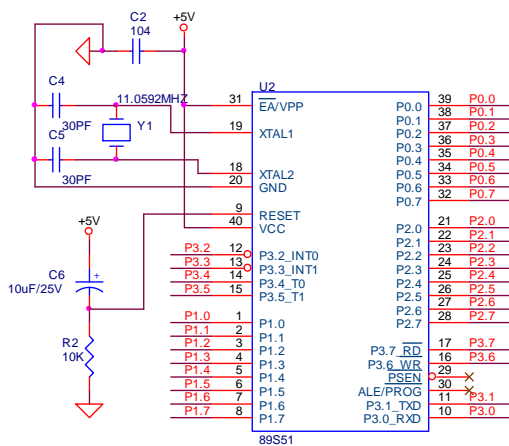 C2
+5V
104
U2
C4
11.0592MHZ
31
EA/VPP
P0.0
39
P0.0
P0.1
38
P0.1
30PF
Y1
19
XTAL1
P0.2
37
P0.2
P0.3
36
P0.3
C5
P0.4
35
P0.4
P0.5
34
P0.5
18
XTAL2
P0.6
33
P0.6
30PF
20
GND
P0.7
32
P0.7
9
RESET
P2.0
21
P2.0
+5V
40
VCC
P2.1
22
P2.1
P2.2
23
P2.2
P3.2
12
P3.2_INT0
P2.3
24
P2.3
P3.3
13
P3.3_INT1
P2.4
25
P2.4
C6
P3.4
14
P3.4_T0
P2.5
26
P2.5
10uF/25V
+
P3.5
15
P3.5_T1
P2.6
27
P2.6
P2.7
28
P2.7
P1.0
1
P1.0
P1.1
2
P1.1
R2
P1.2
3
P1.2
P3.7_RD
17
P3.7
10K
P1.3
4
P1.3
P3.6_WR
16
P3.6
P1.4
5
P1.4
PSEN
29
P1.5
6
P1.5
ALE/PROG
30
P1.6
7
P1.6
P3.1_TXD
11
P3.1
P1.7
8
P1.7
P3.0_RXD
10
P3.0
89S51